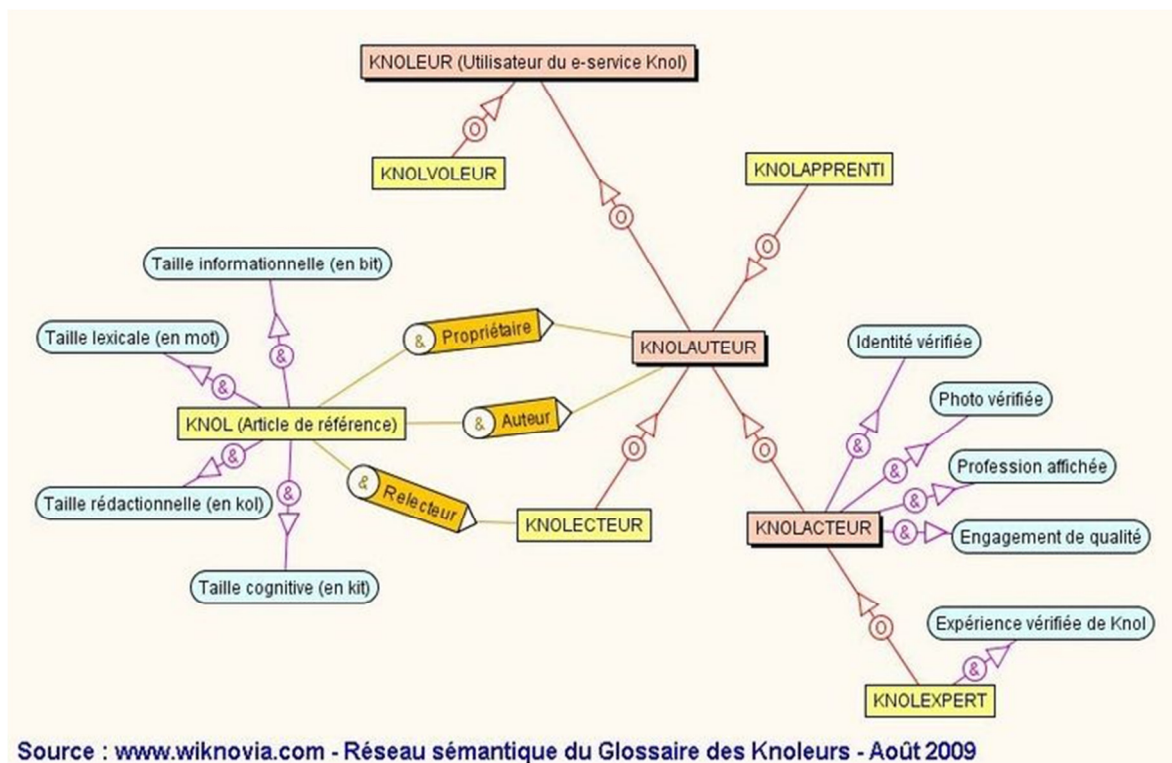 KNOLEUR (Utilisateur du e-service Knol)
O
KNOLVOLEUR
KNOLAPPRENTI
O
O
Taille informationnelle (en bit)
Taille lexicale (en mot)
&
&
& Propriétaire
KNOLAUTEUR
Identité vérifiée
Photo vérifiée
KNOL (Article de référence)
& Auteur
&
&
Profession affichée
&
Engagement de qualité
&
&
&
& Relecteur
O
O
Taille rédactionnelle (en kol)
KNOLECTEUR
KNOLACTEUR
Taille cognitive (en kit)
O
Expérience vérifiée de Knol
&
KNOLEXPERT
Source : www.wiknovia.com - Réseau sémantique du Glossaire des Knoleurs - Août 2009